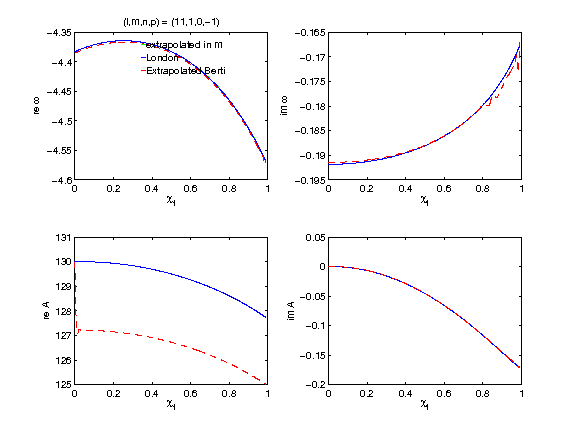 (l,m,n,p) = (11,1,0,−1)
−4.35
−4.4
−4.45
−4.5
−4.55
−4.6
re ω
extrapolated in m
London
Extrapolated Berti
0 0.2 0.4 0.6 0.8 1
χf
−0.165
−0.17
−0.175
−0.18
−0.185
−0.19
−0.195
im ω
0 0.2 0.4 0.6 0.8 1
χf
131
130
129
128
127
126
125
re A
0 0.2 0.4 0.6 0.8 1
χf
0.05
0
−0.05
−0.1
−0.15
−0.2
im A
0 0.2 0.4 0.6 0.8 1
χf